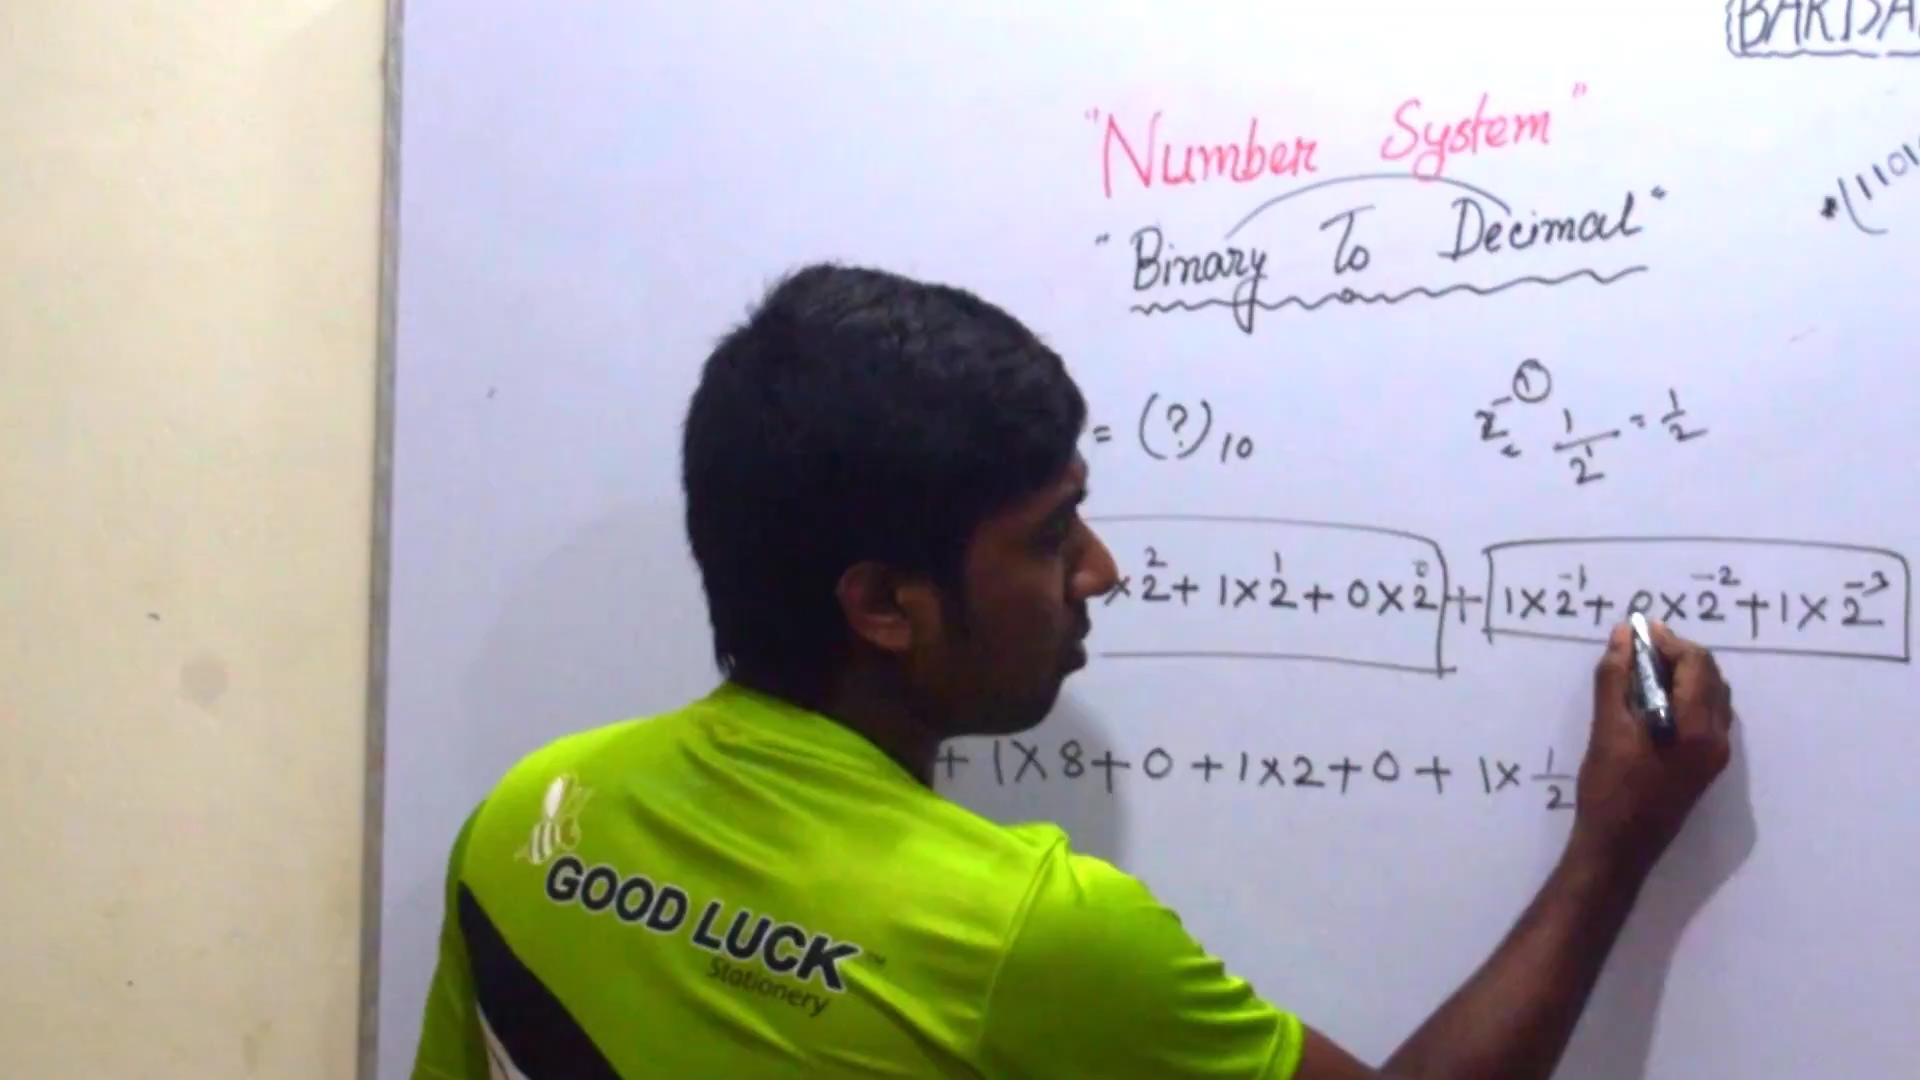 "Number System"
"Binary To Decimal"
= (?)₁₀
2⁻¹ = 1/2¹ = 1/2
×2² + 1×2¹ + 0×2⁰ + 1×2⁻¹ + 0×2⁻² + 1×2⁻³
+ 1×8 + 0 + 1×2 + 0 + 1×1/2
GOOD LUCK™
Stationery